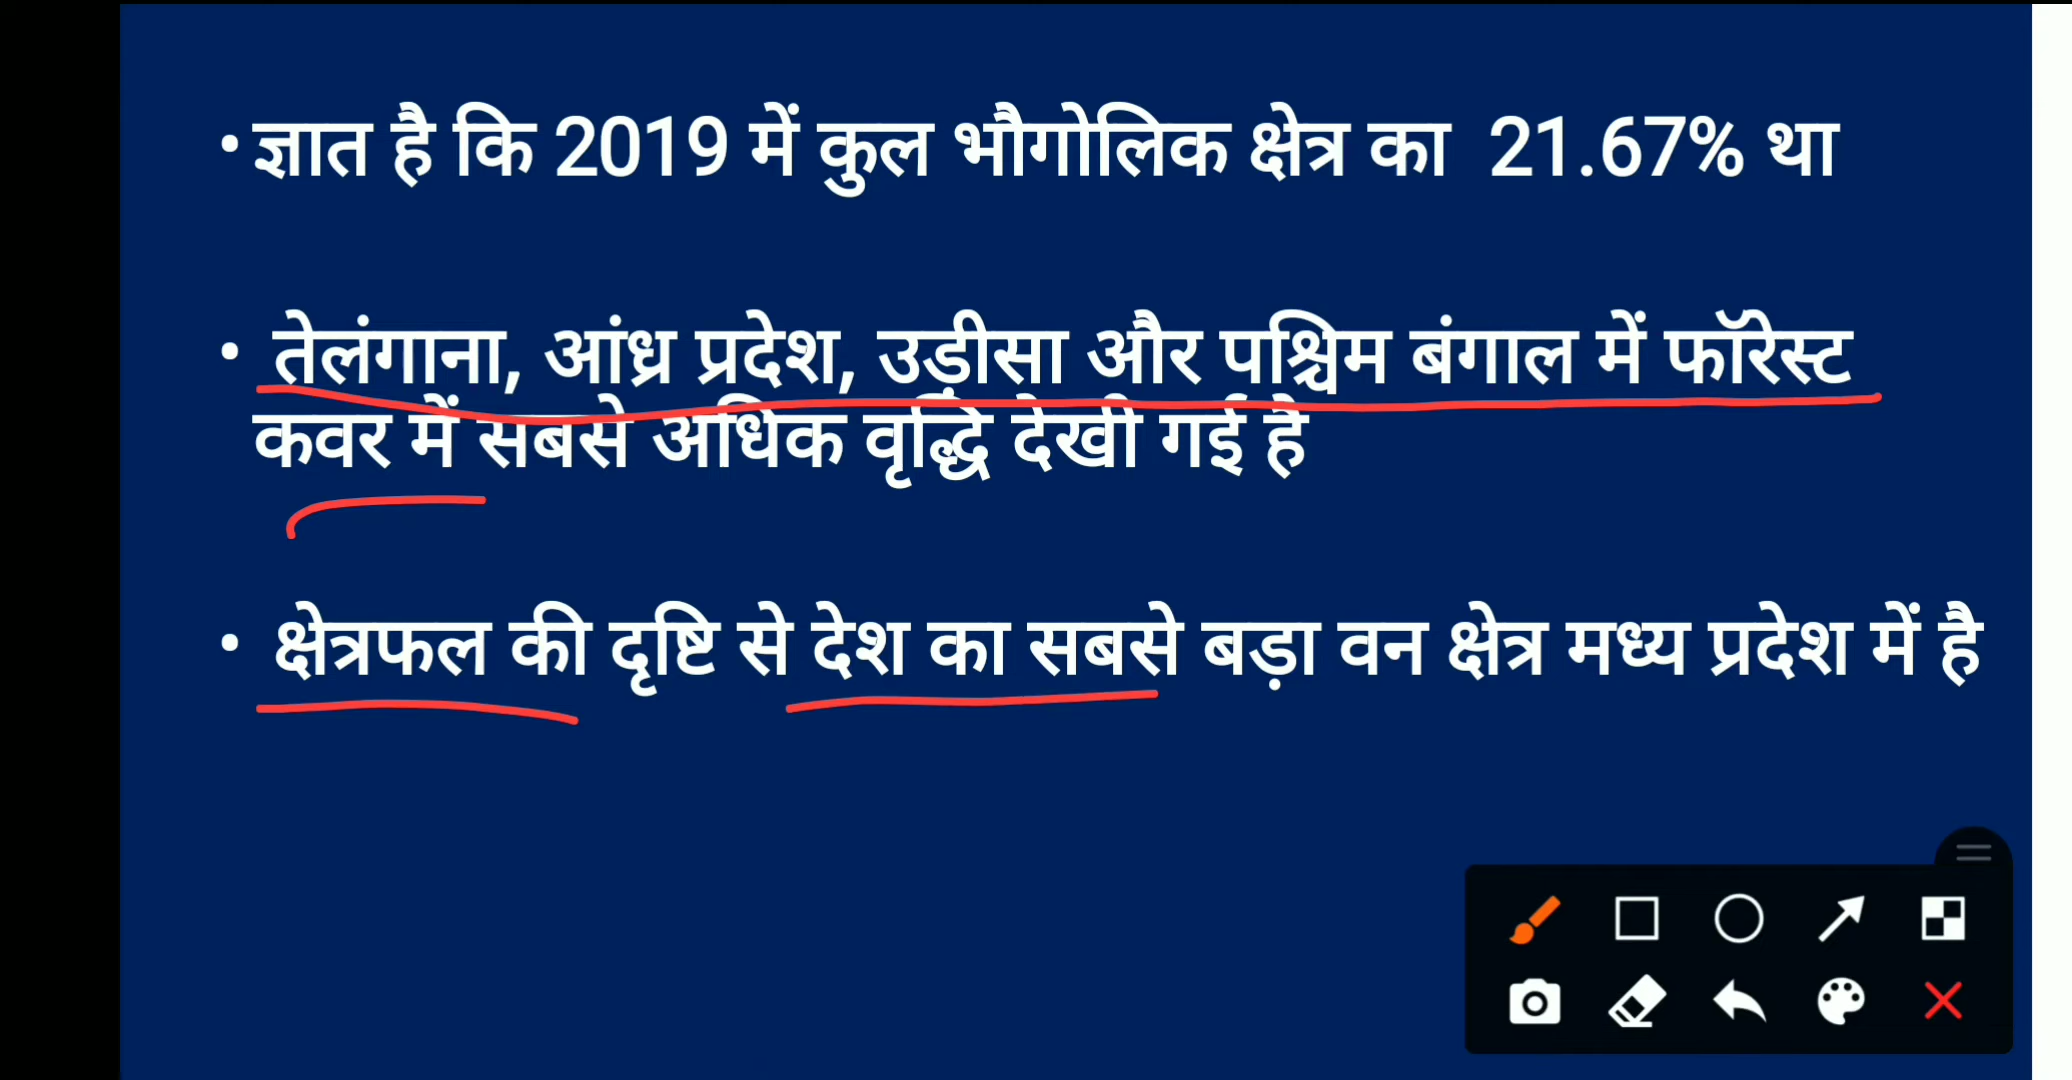 • ज्ञात है कि 2019 में कुल भौगोलिक क्षेत्र का 21.67% था
• तेलंगाना, आंध्र प्रदेश, उड़ीसा और पश्चिम बंगाल में फॉरेस्ट
कवर में सबसे अधिक वृद्धि देखी गई है
• क्षेत्रफल की दृष्टि से देश का सबसे बड़ा वन क्षेत्र मध्य प्रदेश में है